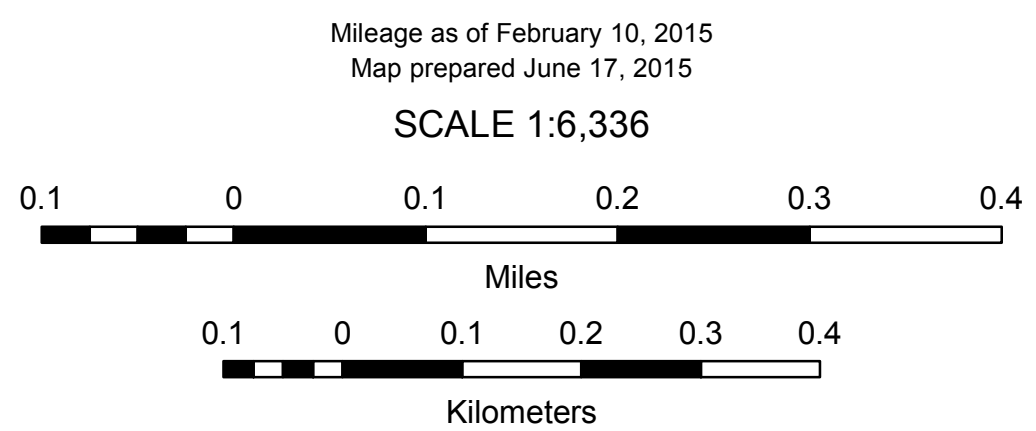 Mileage as of February 10, 2015
Map prepared June 17, 2015
SCALE 1:6,336
0.1 0 0.1 0.2 0.3 0.4
Miles
0.1 0 0.1 0.2 0.3 0.4
Kilometers